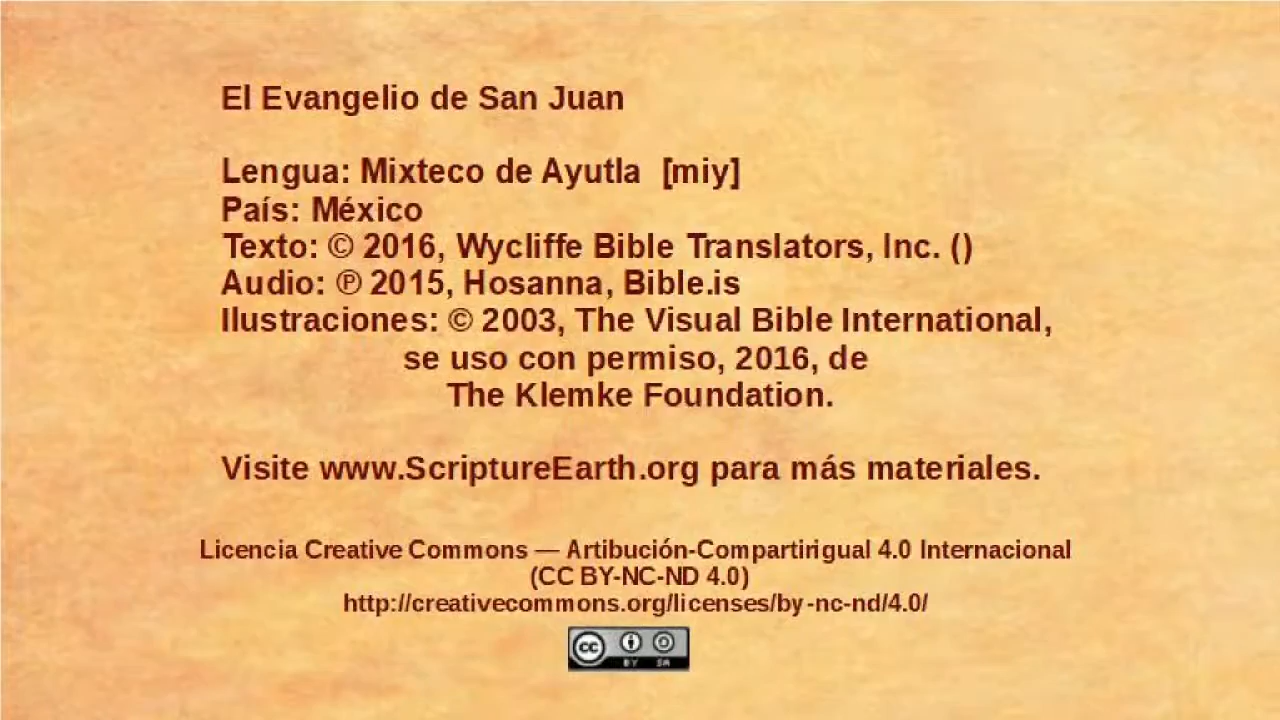 El Evangelio de San Juan
Lengua: Mixteco de Ayutla [miy]
País: México
Texto: © 2016, Wycliffe Bible Translators, Inc. ()
Audio: ℗ 2015, Hosanna, Bible.is
Ilustraciones: © 2003, The Visual Bible International,
se uso con permiso, 2016, de
The Klemke Foundation.
Visite www.ScriptureEarth.org para más materiales.
Licencia Creative Commons — Artibución-Compartirigual 4.0 Internacional
(CC BY-NC-ND 4.0)
http://creativecommons.org/licenses/by-nc-nd/4.0/
cc BY SA